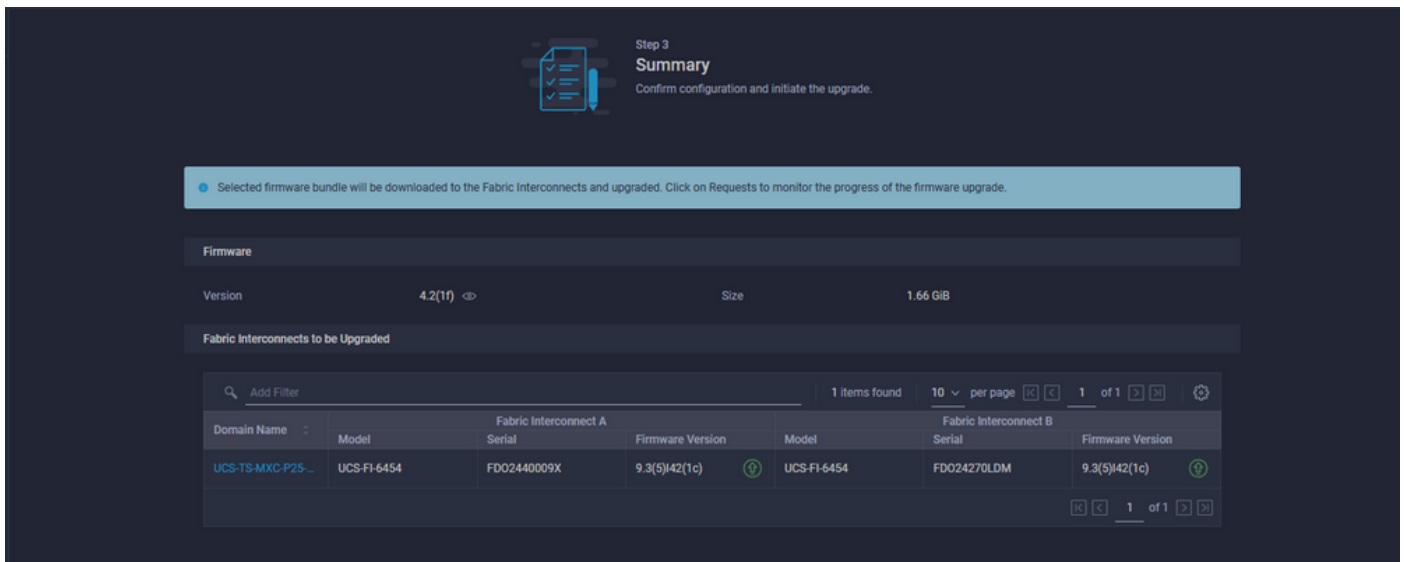 Step 3
Summary
Confirm configuration and initiate the upgrade.
Selected firmware bundle will be downloaded to the Fabric Interconnects and upgraded. Click on Requests to monitor the progress of the firmware upgrade.
Firmware
Version 4.2(1f) Size 1.66 GiB
Fabric Interconnects to be Upgraded
Add Filter 1 items found 10 per page 1 of 1
Domain Name Fabric Interconnect A Fabric Interconnect B
Model Serial Firmware Version Model Serial Firmware Version
UCS-TS-MXC-P25-... UCS-FI-6454 FDO2440009X 9.3(5)I42(1c) UCS-FI-6454 FDO24270LDM 9.3(5)I42(1c)
1 of 1